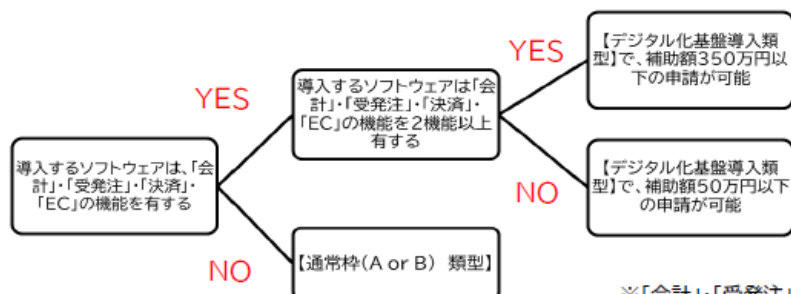 導入するソフトウェアは、「会
計」・「受発注」・「決済」・
「EC」の機能を有する
YES
NO
導入するソフトウェアは「会
計」・「受発注」・「決済」・
「EC」の機能を2機能以上
有する
【通常枠(A or B) 類型】
YES
NO
【デジタル化基盤導入類
型】で、補助額350万円以
下の申請が可能
【デジタル化基盤導入類
型】で、補助額50万円以下
の申請が可能
※「会計」・「受発注」